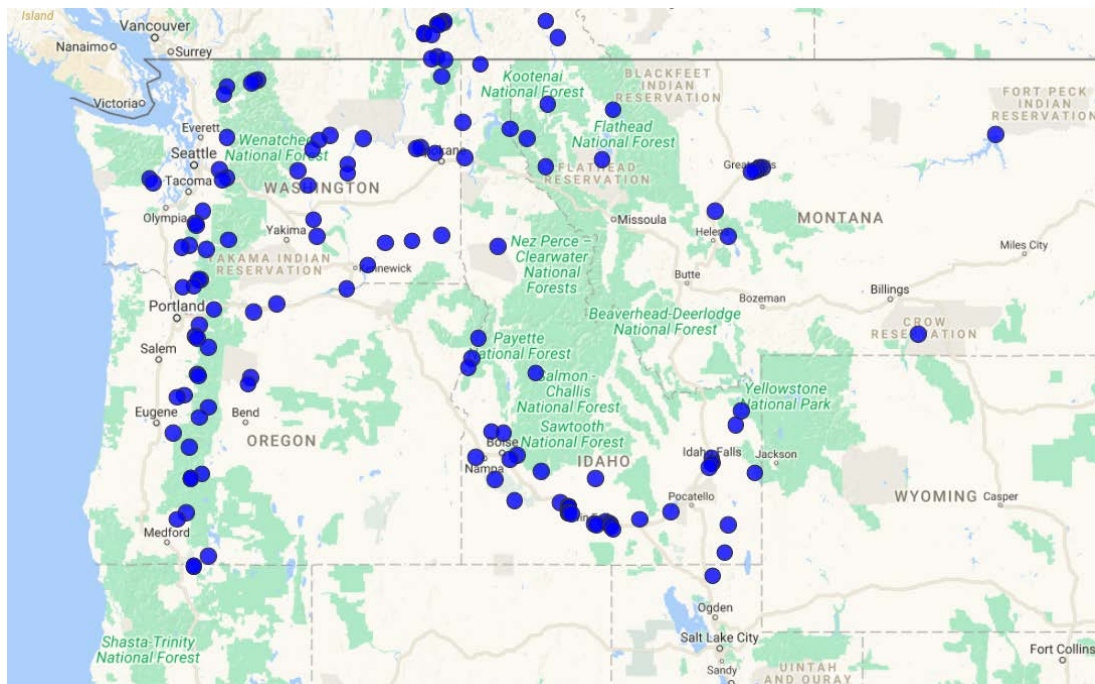 Island
Vancouver
Nanaimo
Surrey
Victoria
Kootenai
National Forest
BLACKFEET
INDIAN
RESERVATION
FORT PECK
INDIAN
RESERVATION
Everett
Wenatchee
National Forest
Flathead
National Forest
Seattle
Tacoma
WASHINGTON
FLATHEAD
RESERVATION
Olympia
Missoula
MONTANA
Helena
Yakima
YAKAMA INDIAN
RESERVATION
Nez Perce -
Clearwater
National
Forests
Miles City
Kennewick
Butte
Billings
Bozeman
Portland
Beaverhead-Deerlodge
National Forest
CROW
RESERVATION
Salem
Payette
National Forest
Salmon -
Challis
National Forest
Yellowstone
National Park
Eugene
Bend
OREGON
Sawtooth
National Forest
Boise
Idaho Falls
Jackson
Nampa
IDAHO
Pocatello
WYOMING
Casper
Medford
Ogden
Shasta-Trinity
National Forest
Salt Lake City
Sandy
Fort Collins
UINTAH
AND OURAY